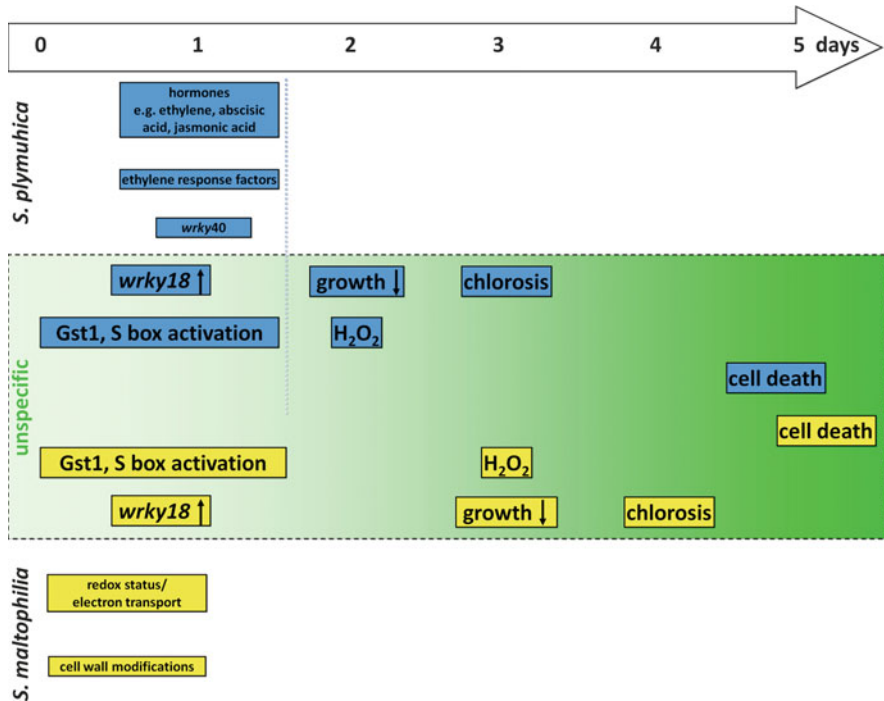 0 1 2 3 4 5 days
S. plymuhica
hormones
e.g. ethylene, abscisic
acid, jasmonic acid
ethylene response factors
wrky40
unspecific
wrky18 ↑ growth ↓ chlorosis
Gst1, S box activation H₂O₂
cell death
cell death
Gst1, S box activation H₂O₂
wrky18 ↑ growth ↓ chlorosis
S. maltophilia
redox status/
electron transport
cell wall modifications